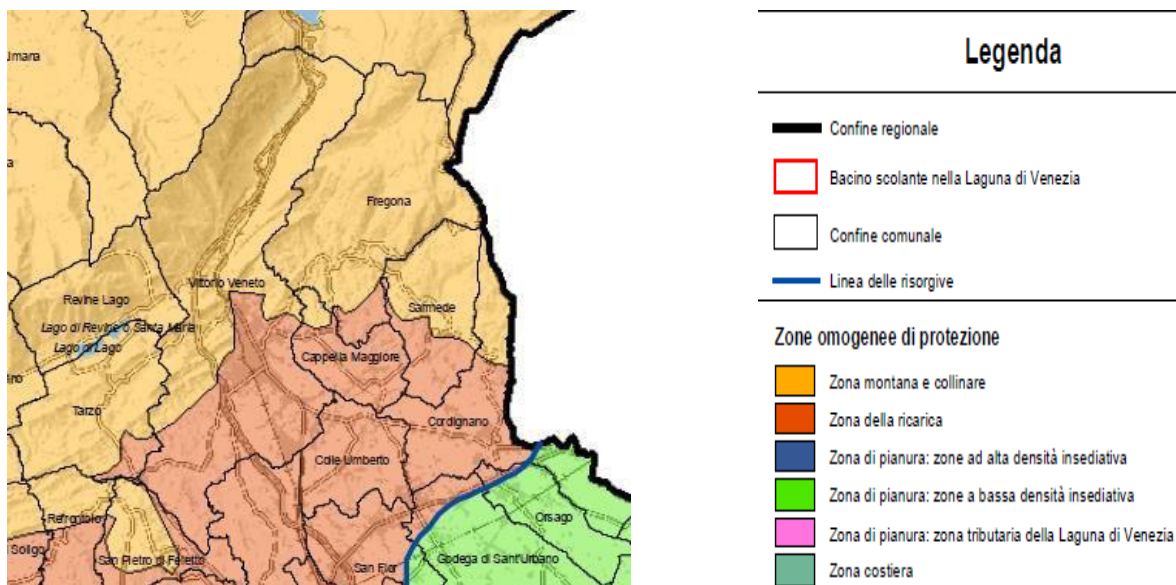 Umana
Fregona
Vittorio Veneto
Revine Lago
Sarmede
Lago di Revine o Santa Maria
Lago di Lago
Cappella Maggiore
ino
Tarzo
Cordignano
Colle Umberto
Refrontolo
Orsago
Soligo
San Pietro di Feletto
Godega di Sant'Urbano
San Fior
Legenda
Confine regionale
Bacino scolante nella Laguna di Venezia
Confine comunale
Linea delle risorgive
Zone omogenee di protezione
Zona montana e collinare
Zona della ricarica
Zona di pianura: zone ad alta densità insediativa
Zona di pianura: zone a bassa densità insediativa
Zona di pianura: zona tributaria della Laguna di Venezia
Zona costiera